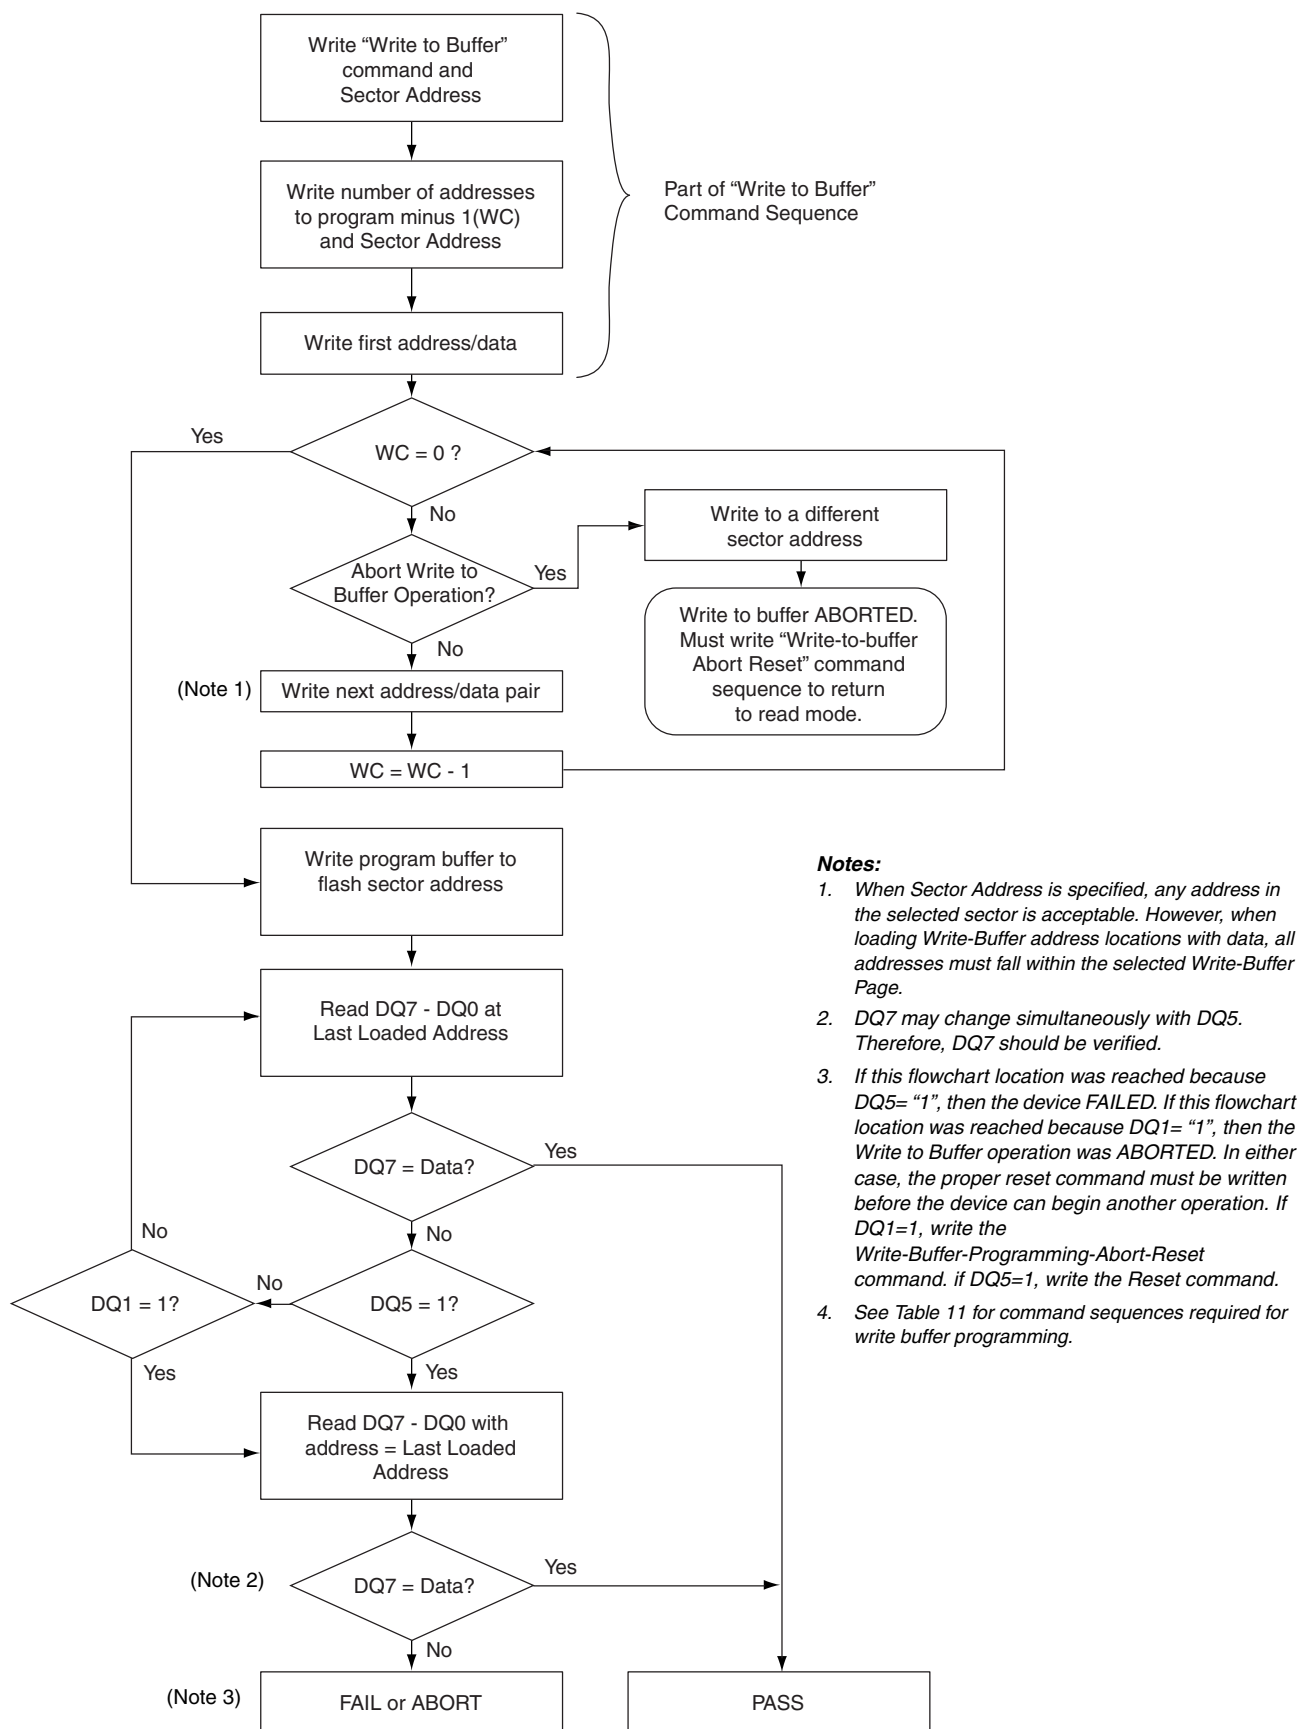 Write “Write to Buffer”
command and
Sector Address
Write number of addresses
to program minus 1(WC)
and Sector Address
Part of “Write to Buffer”
Command Sequence
Write first address/data
Yes
WC = 0 ?
No
Write to a different
sector address
Abort Write to
Buffer Operation?
Yes
No
Write to buffer ABORTED.
Must write “Write-to-buffer
Abort Reset” command
sequence to return
to read mode.
(Note 1)
Write next address/data pair
WC = WC - 1
Write program buffer to
flash sector address
Read DQ7 - DQ0 at
Last Loaded Address
DQ7 = Data?
Yes
No
No
DQ1 = 1?
No
DQ5 = 1?
Yes
Yes
Read DQ7 - DQ0 with
address = Last Loaded
Address
(Note 2)
DQ7 = Data?
Yes
No
(Note 3)
FAIL or ABORT
PASS
Notes:
1. When Sector Address is specified, any address in
the selected sector is acceptable. However, when
loading Write-Buffer address locations with data, all
addresses must fall within the selected Write-Buffer
Page.
2. DQ7 may change simultaneously with DQ5.
Therefore, DQ7 should be verified.
3. If this flowchart location was reached because
DQ5= “1”, then the device FAILED. If this flowchart
location was reached because DQ1= “1”, then the
Write to Buffer operation was ABORTED. In either
case, the proper reset command must be written
before the device can begin another operation. If
DQ1=1, write the
Write-Buffer-Programming-Abort-Reset
command. if DQ5=1, write the Reset command.
4. See Table 11 for command sequences required for
write buffer programming.